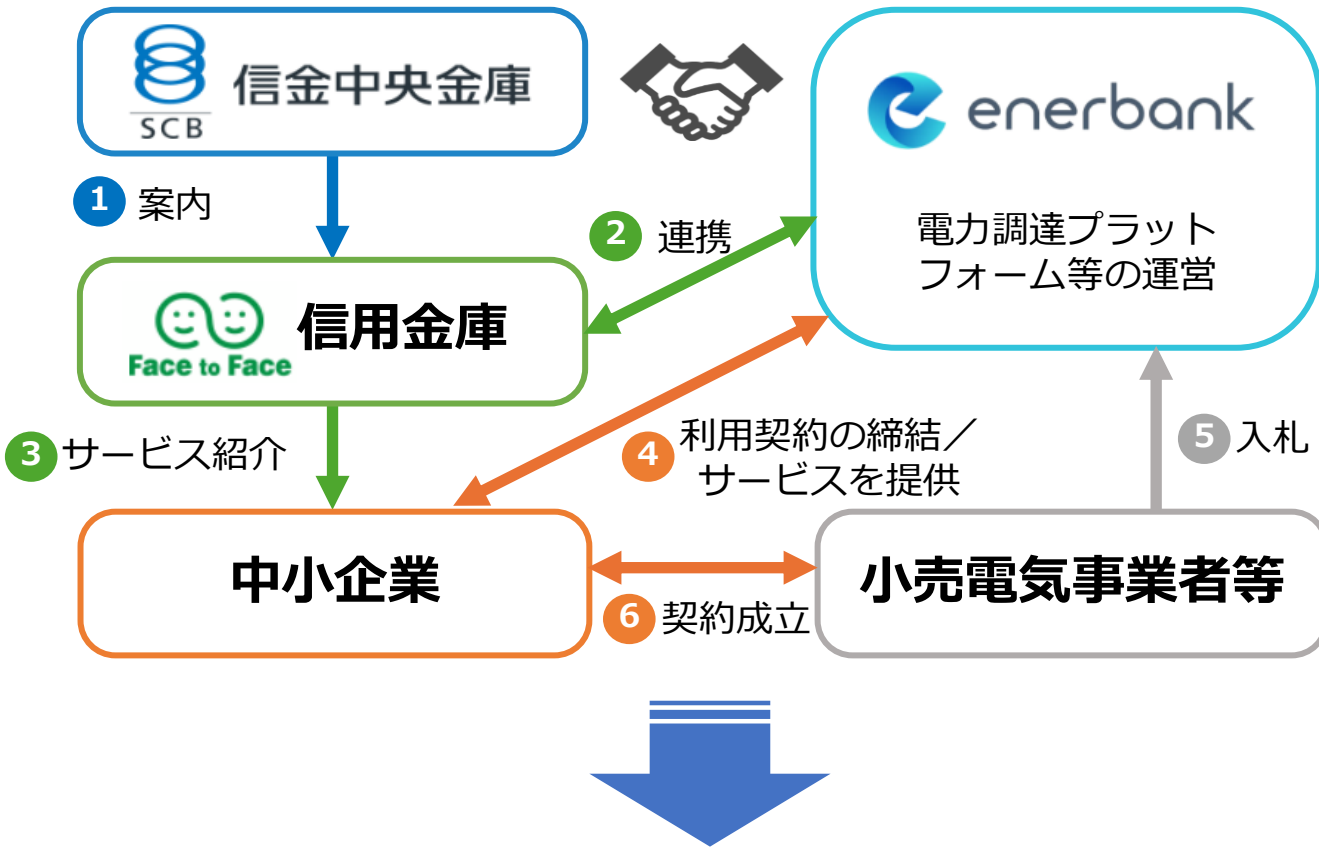 信金中央金庫
SCB
enerbank
電力調達プラット
フォーム等の運営
1 案内
2 連携
信用金庫
Face to Face
3 サービス紹介
4 利用契約の締結／
サービスを提供
5 入札
中小企業
小売電気事業者等
6 契約成立